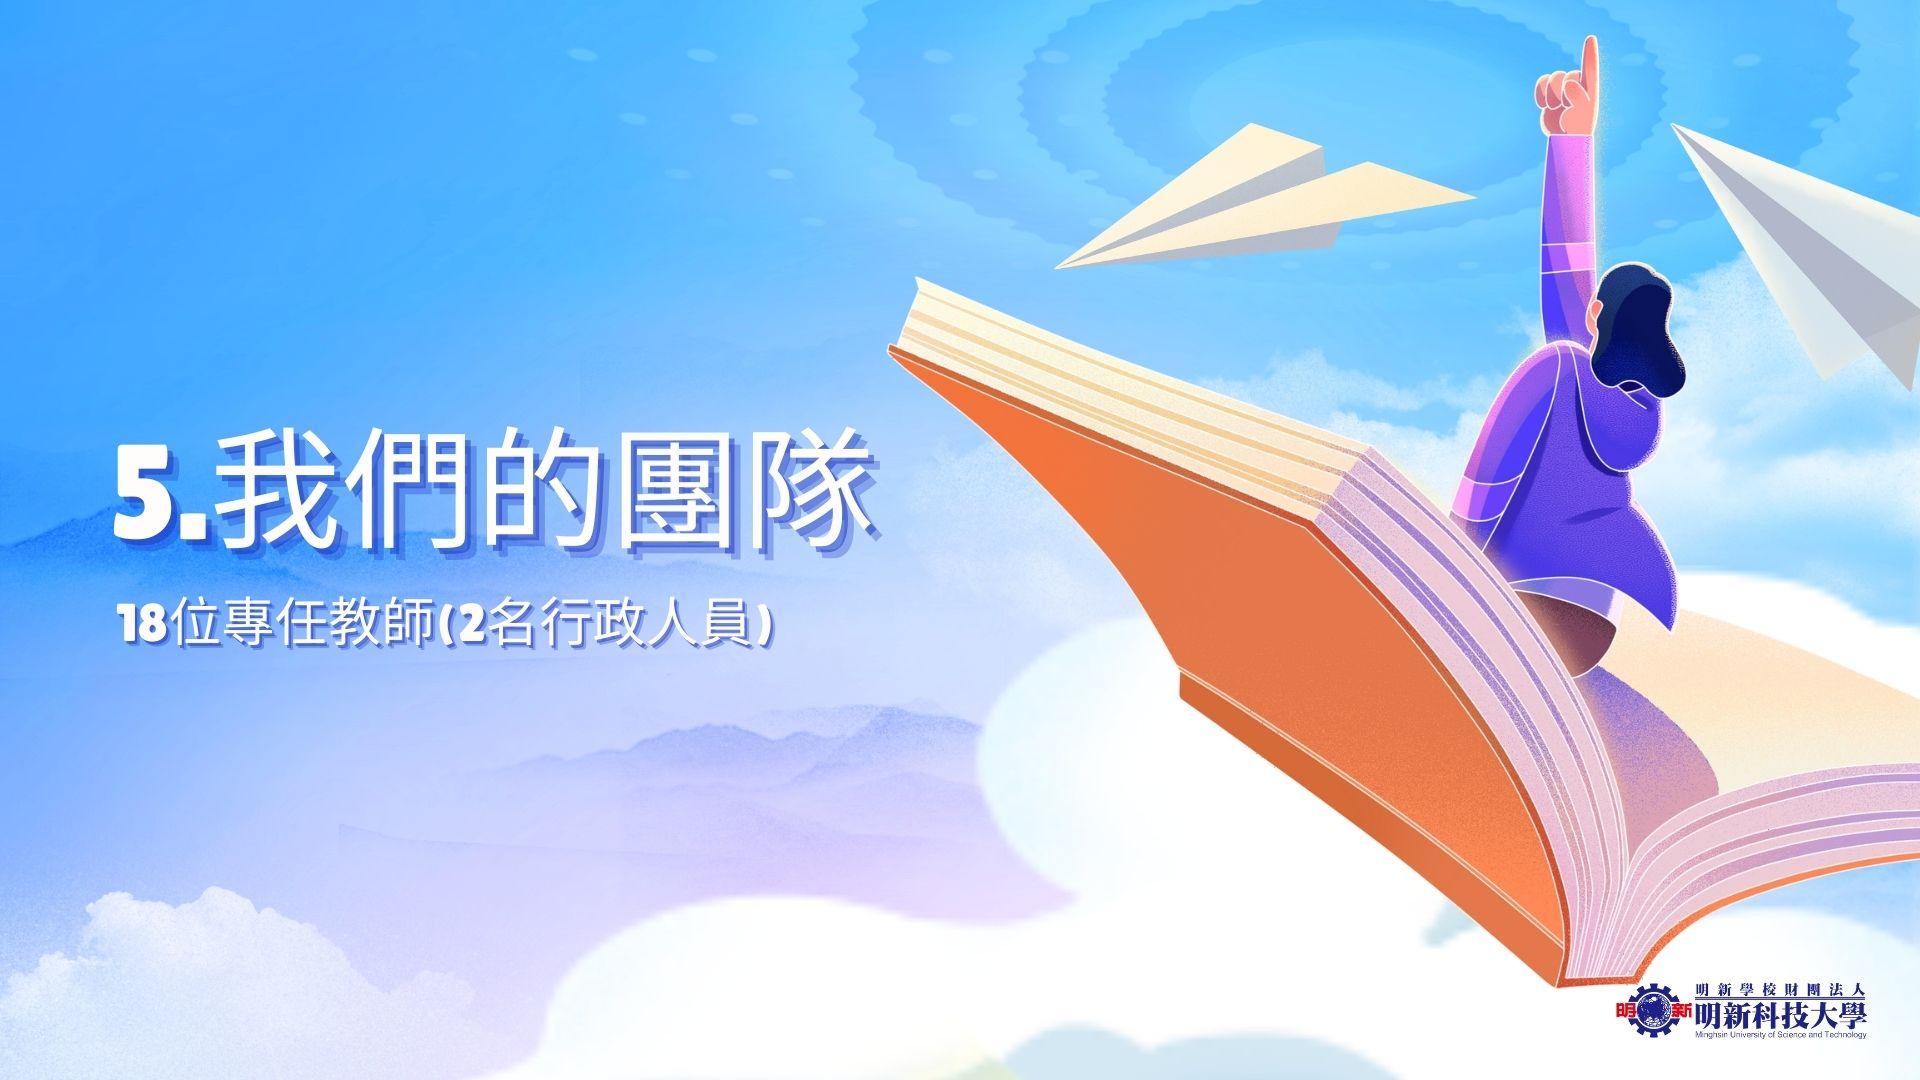 5.我們的團隊
18位專任教師(2名行政人員)
明新
明新學校財團法人
明新科技大學
Minghsin University of Science and Technology